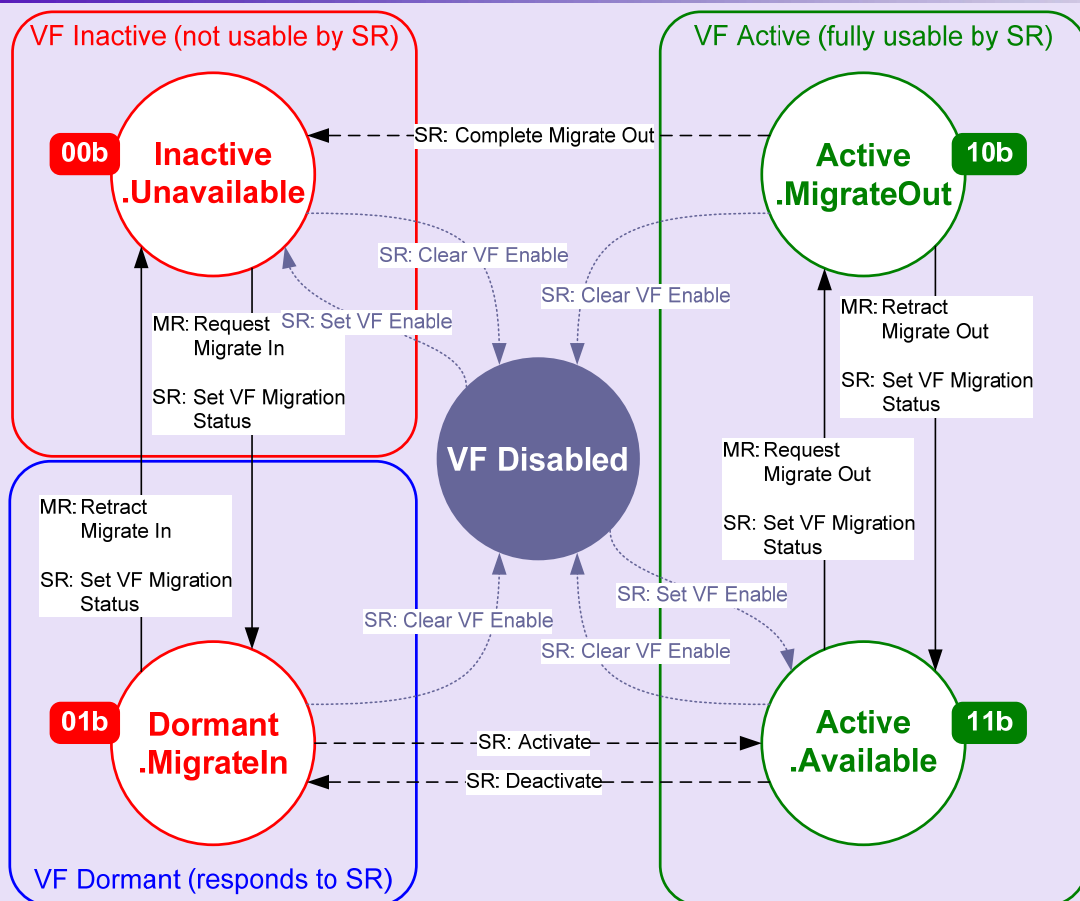 VF Inactive (not usable by SR)
VF Active (fully usable by SR)
00b
Inactive
.Unavailable
SR: Complete Migrate Out
Active
.MigrateOut
10b
SR: Clear VF Enable
SR: Clear VF Enable
MR: Request
Migrate In
SR: Set VF Migration
Status
SR: Set VF Enable
MR: Retract
Migrate Out
SR: Set VF Migration
Status
VF Disabled
MR: Request
Migrate Out
SR: Set VF Migration
Status
MR: Retract
Migrate In
SR: Set VF Migration
Status
SR: Set VF Enable
SR: Clear VF Enable
SR: Clear VF Enable
01b
Dormant
.MigrateIn
SR: Activate
SR: Deactivate
Active
.Available
11b
VF Dormant (responds to SR)